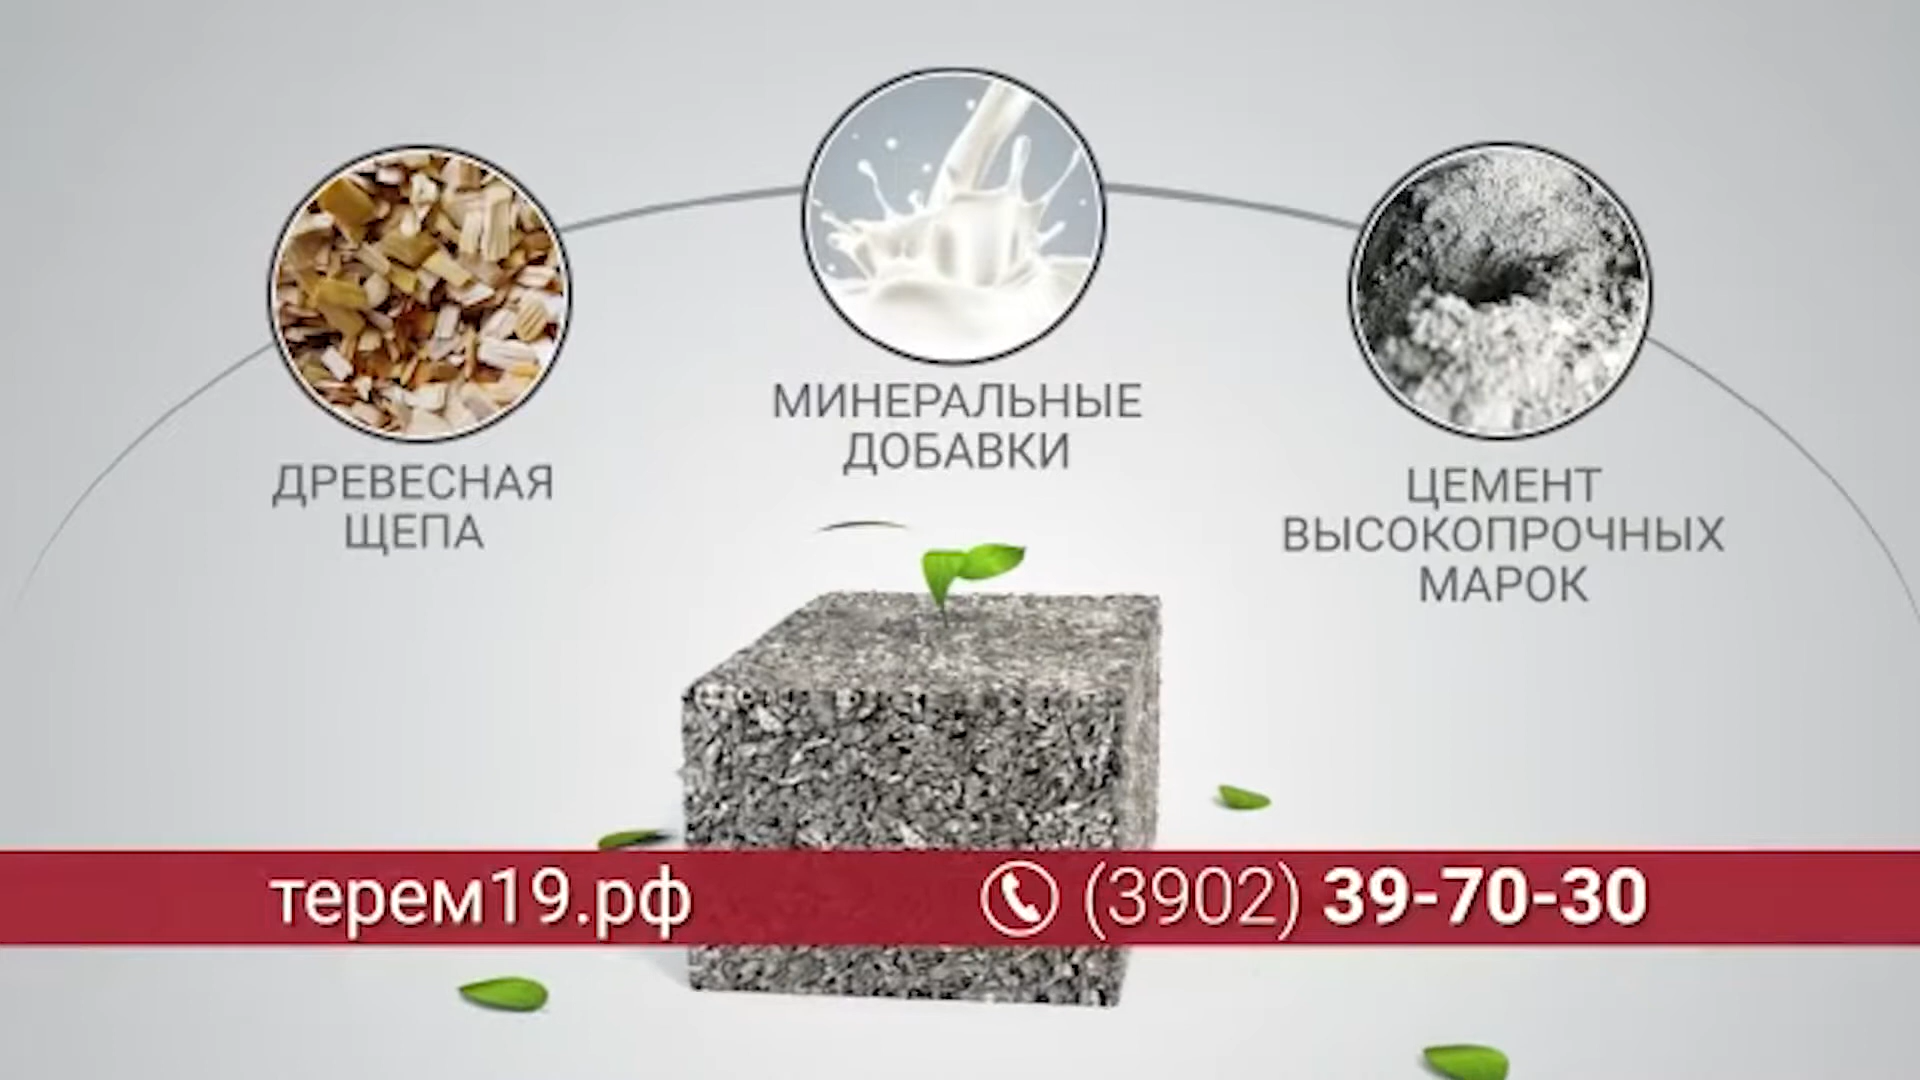 МИНЕРАЛЬНЫЕ
ДОБАВКИ
ДРЕВЕСНАЯ
ЩЕПА
ЦЕМЕНТ
ВЫСОКОПРОЧНЫХ
МАРОК
терем19.рф
(3902) 39-70-30